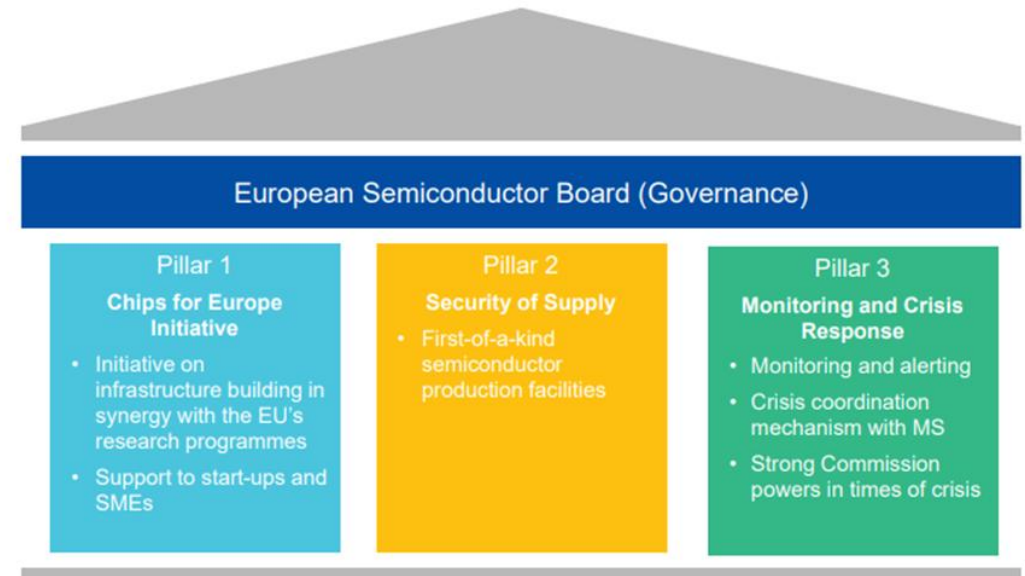 European Semiconductor Board (Governance)
Pillar 1
Chips for Europe
Initiative
• Initiative on
infrastructure building in
synergy with the EU's
research programmes
• Support to start-ups and
SMEs
Pillar 2
Security of Supply
• First-of-a-kind
semiconductor
production facilities
Pillar 3
Monitoring and Crisis
Response
• Monitoring and alerting
• Crisis coordination
mechanism with MS
• Strong Commission
powers in times of crisis